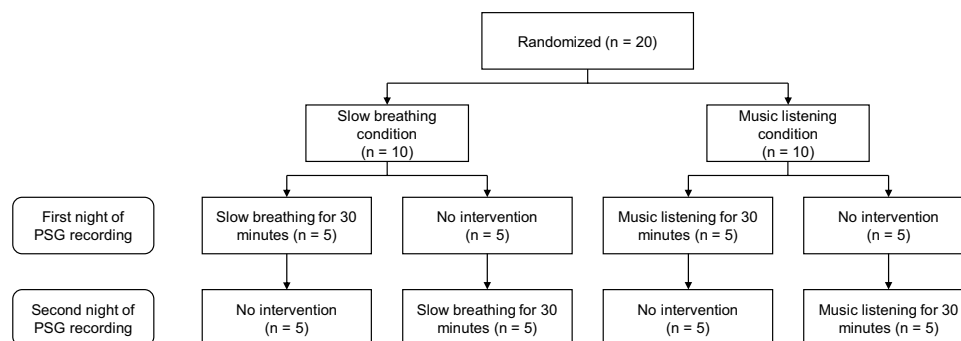 Randomized (n = 20)
Slow breathing
condition
(n = 10)
Music listening
condition
(n = 10)
First night of
PSG recording
Slow breathing for 30
minutes (n = 5)
No intervention
(n = 5)
Music listening for 30
minutes (n = 5)
No intervention
(n = 5)
Second night of
PSG recording
No intervention
(n = 5)
Slow breathing for 30
minutes (n = 5)
No intervention
(n = 5)
Music listening for 30
minutes (n = 5)